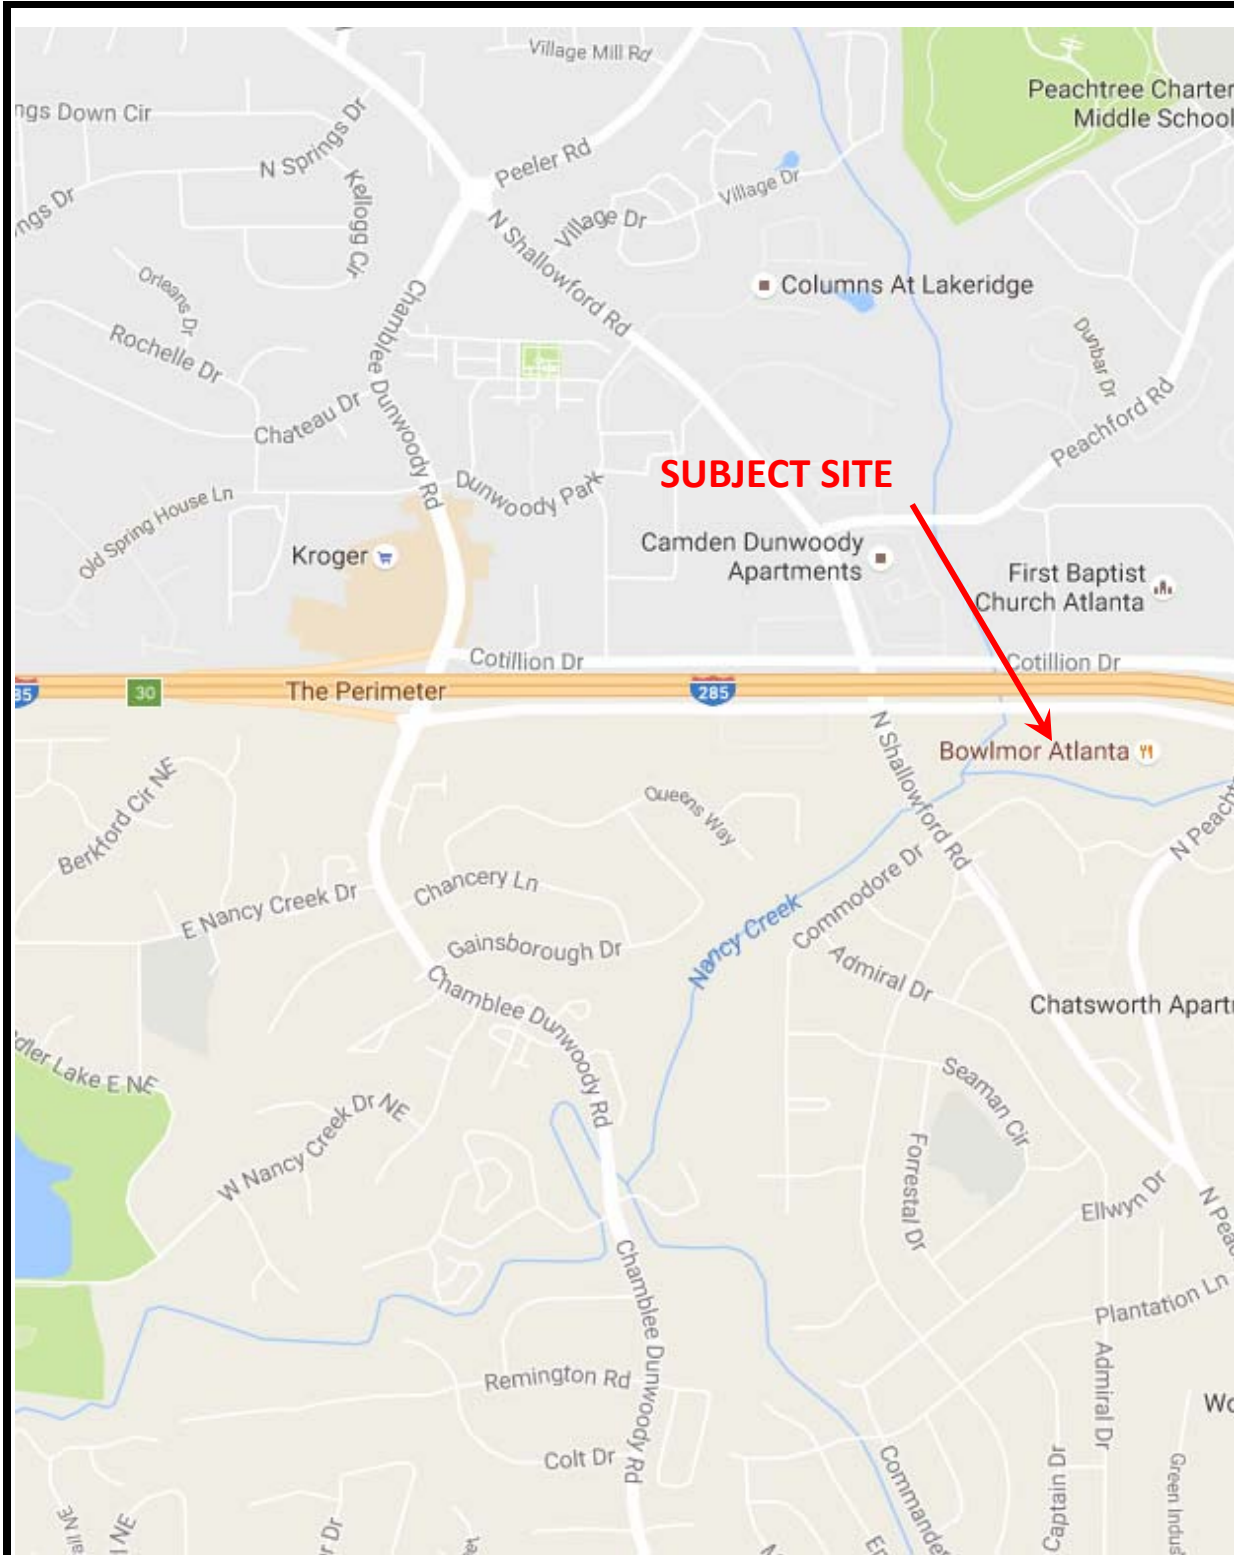 Village Mill Rd
Peachtree Charter
Middle School
ngs Down Cir
N Springs Dr
Peeler Rd
Kellogg Cir
Village Dr
ngs Dr
Village Dr
N Shallowford Rd
Orleans Dr
Columns At Lakeridge
Chamblee Dunwoody Rd
Rochelle Dr
Dunbar Dr
Chateau Dr
Peachford Rd
SUBJECT SITE
Dunwoody Park
Old Spring House Ln
Kroger
Camden Dunwoody
Apartments
First Baptist
Church Atlanta
Cotillion Dr
Cotillion Dr
85
30
The Perimeter
285
N Shallowford Rd
Bowlmor Atlanta
Berkford Cir NE
Queens Way
N Peacht
Chancery Ln
Commodore Dr
E Nancy Creek Dr
Nancy Creek
Gainsborough Dr
Admiral Dr
Chamblee Dunwoody Rd
Chatsworth Apart
dler Lake E NE
Seaman Cir
W Nancy Creek Dr NE
Forrestal Dr
Ellwyn Dr
N Peac
Chamblee Dunwoody Rd
Plantation Ln
Remington Rd
Admiral Dr
Wo
Colt Dr
Commande
Captain Dr
Green Indus
NE
r Dr